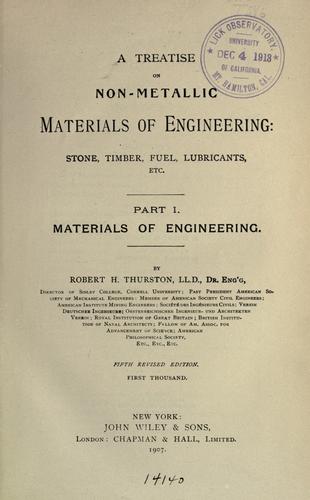 LICK OBSERVATORY,
UNIVERSITY
DEC 4 1913
OF CALIFORNIA.
MT. HAMILTON, CAL.
A TREATISE
ON
NON-METALLIC
MATERIALS OF ENGINEERING:
STONE, TIMBER, FUEL, LUBRICANTS,
ETC.
PART I.
MATERIALS OF ENGINEERING.
BY
ROBERT H. THURSTON, LL.D., DR. ENG'G,
DIRECTOR OF SIBLEY COLLEGE, CORNELL UNIVERSITY; PAST PRESIDENT AMERICAN SO-
CIETY OF MECHANICAL ENGINEERS; MEMBER OF AMERICAN SOCIETY CIVIL ENGINEERS;
AMERICAN INSTITUTE MINING ENGINEERS; SOCIÉTÉ DES INGÉNIEURS CIVILS; VEREIN
DEUTSCHER INGENIEURE; OESTERREICHISCHER INGENIEUR- UND ARCHITEKTEN
VEREIN; ROYAL INSTITUTION OF GREAT BRITAIN; BRITISH INSTITU-
TION OF NAVAL ARCHITECTS; FELLOW OF AM. ASSOC. FOR
ADVANCEMENT OF SCIENCE; AMERICAN
PHILOSOPHICAL SOCIETY,
ETC., ETC., ETC.
FIFTH REVISED EDITION.
FIRST THOUSAND.
NEW YORK:
JOHN WILEY & SONS,
LONDON: CHAPMAN & HALL, LIMITED.
1907.
14140